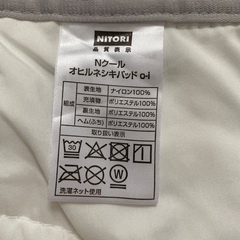 NITORI
品質表示
Nクール
オヒルネシキパッド o-i
組成
表生地 ナイロン100%
充填物 ポリエステル100%
裏生地 ポリエステル100%
ヘム(ふち) ポリエステル100%
取り扱い表示
30 W
洗濯ネット使用